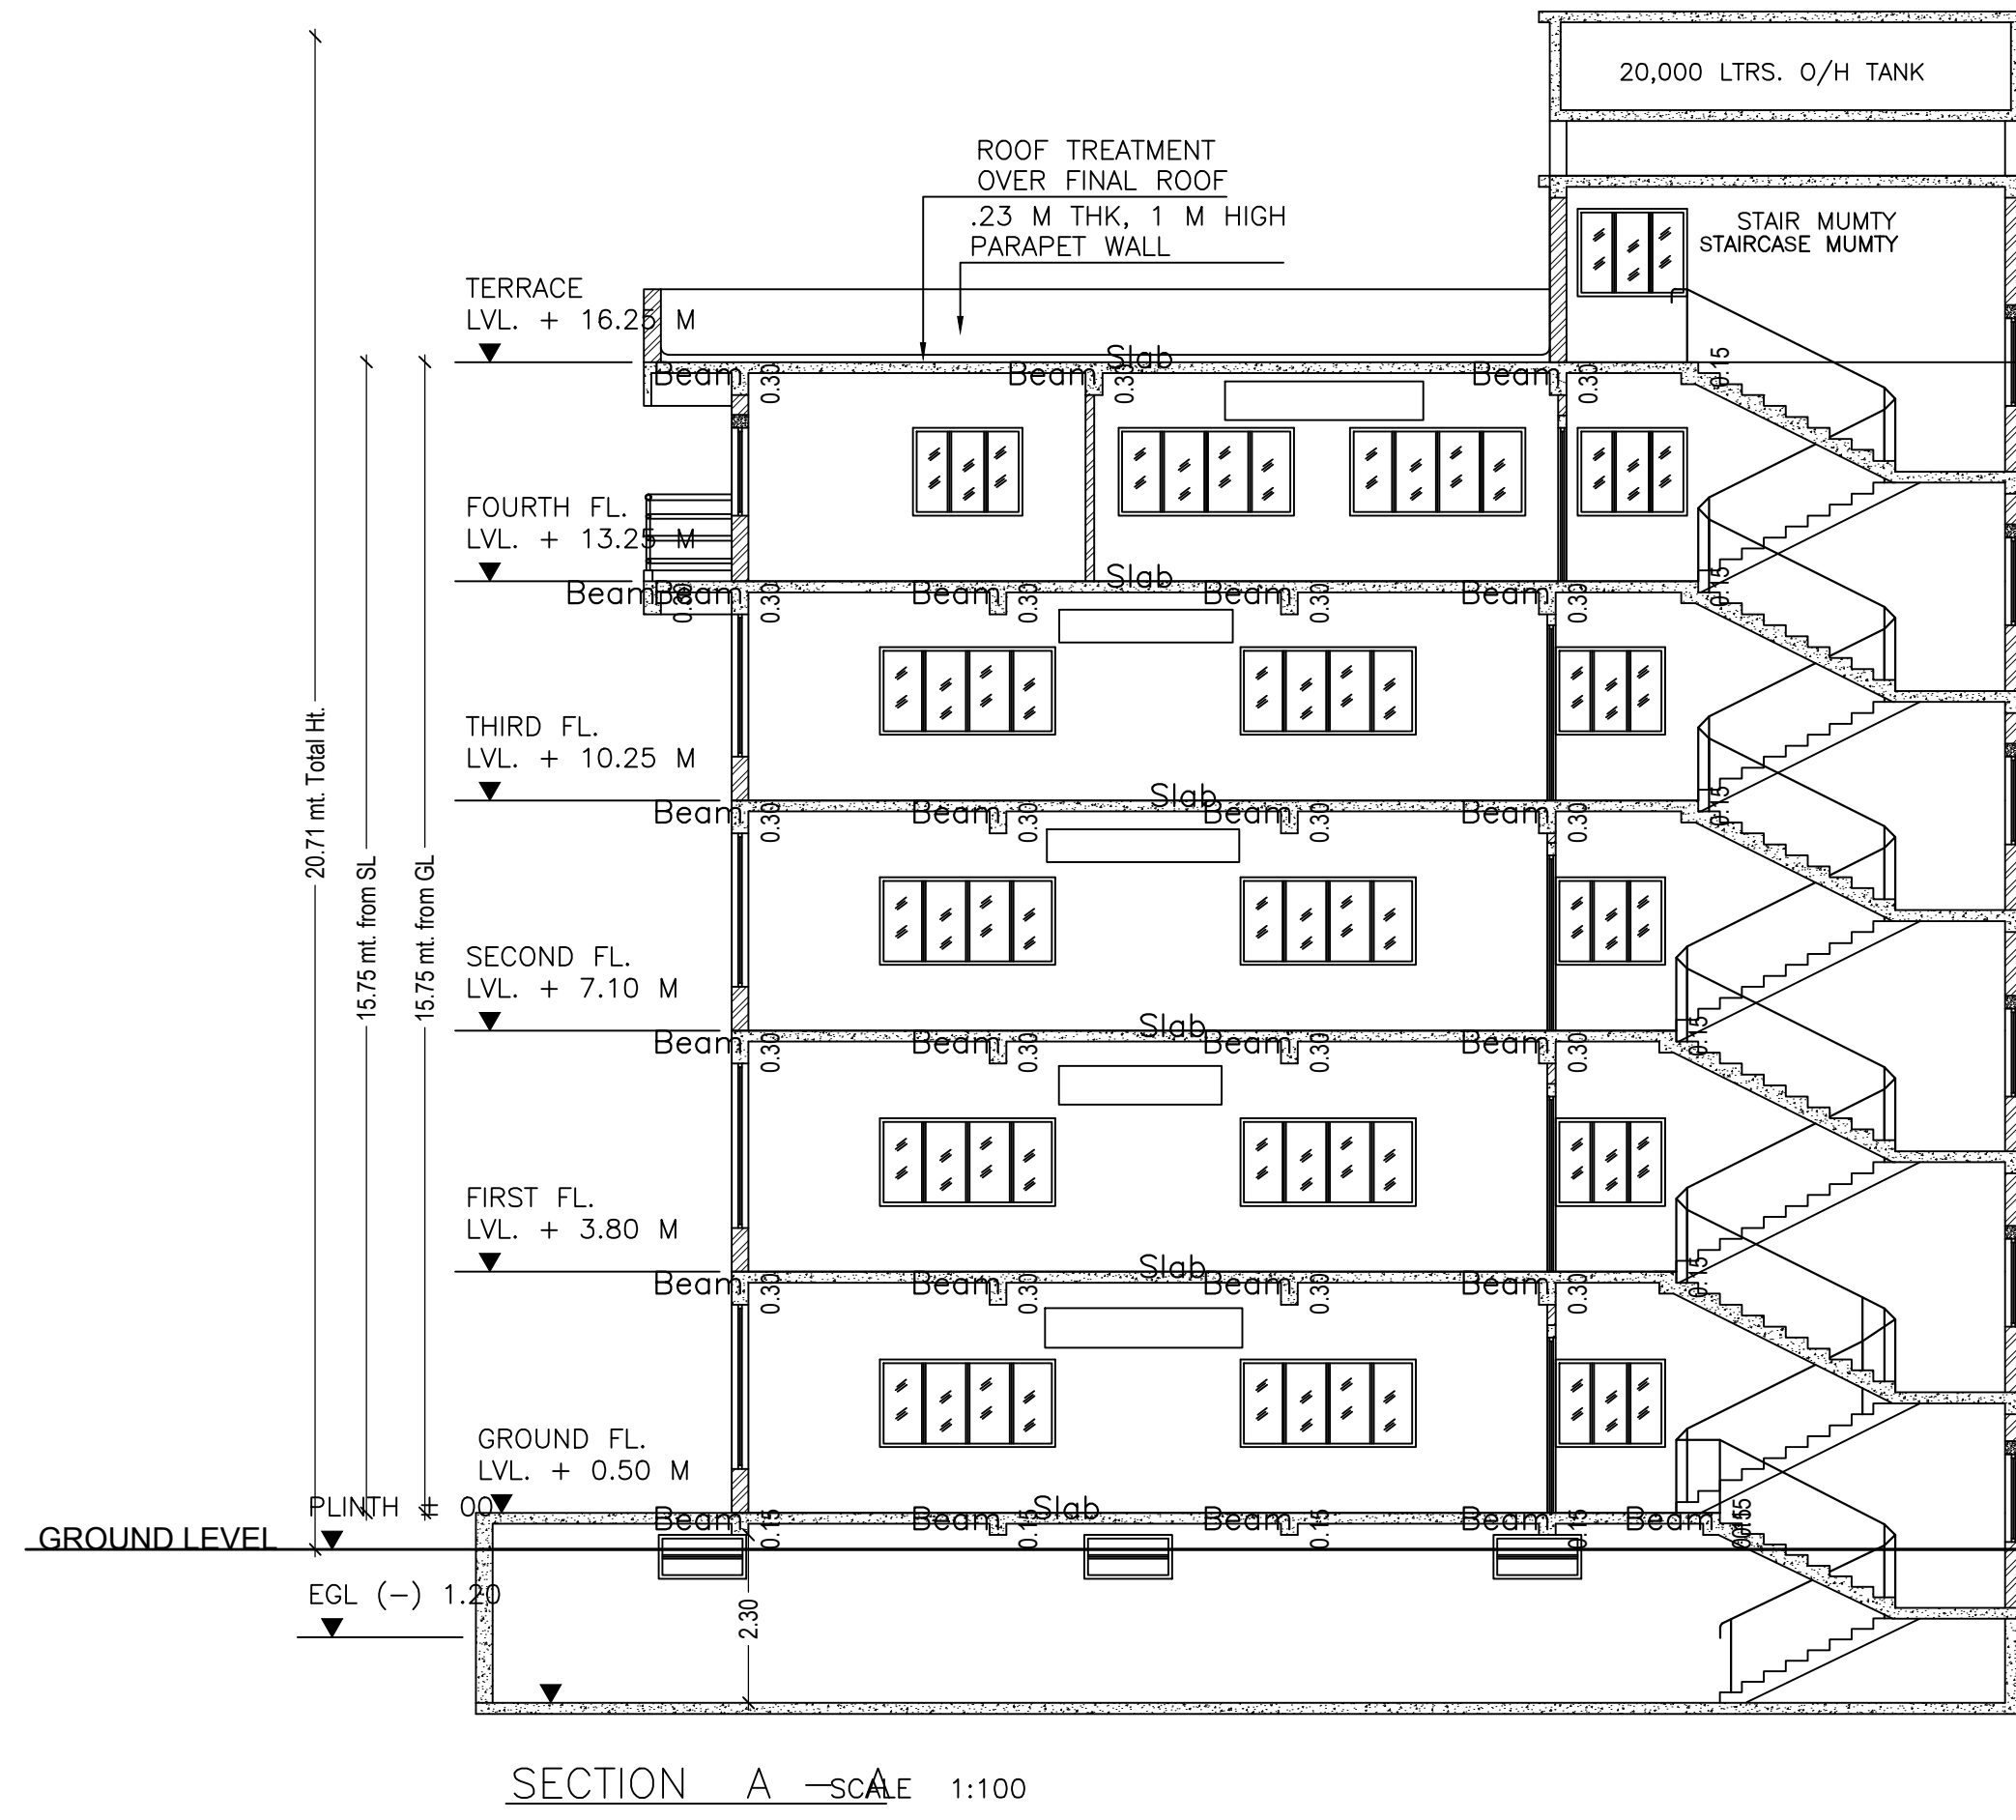 20,000 LTRS. O/H TANK
ROOF TREATMENT
OVER FINAL ROOF
.23 M THK, 1 M HIGH
PARAPET WALL
STAIR MUMTY
STAIRCASE MUMTY
TERRACE
LVL. + 16.25 M
Slab
Beam
0.30
Beam
0.30
Beam
0.30
0.15
FOURTH FL.
LVL. + 13.25 M
Slab
Beam
Beam
0.30
Beam
0.30
Beam
0.30
Beam
0.30
0.15
THIRD FL.
LVL. + 10.25 M
20.71 mt. Total Ht.
15.75 mt. from SL
15.75 mt. from GL
Slab
Beam
0.30
Beam
0.30
Beam
0.30
Beam
0.30
0.15
SECOND FL.
LVL. + 7.10 M
Slab
Beam
0.30
Beam
0.30
Beam
0.30
Beam
0.30
0.15
FIRST FL.
LVL. + 3.80 M
Slab
Beam
0.30
Beam
0.30
Beam
0.30
Beam
0.30
0.15
GROUND FL.
LVL. + 0.50 M
PLINTH + 00
Slab
Beam
0.15
Beam
0.15
Beam
0.15
Beam
0.15
Beam
GROUND LEVEL
EGL (-) 1.20
2.30
SECTION A - A
SCALE 1:100